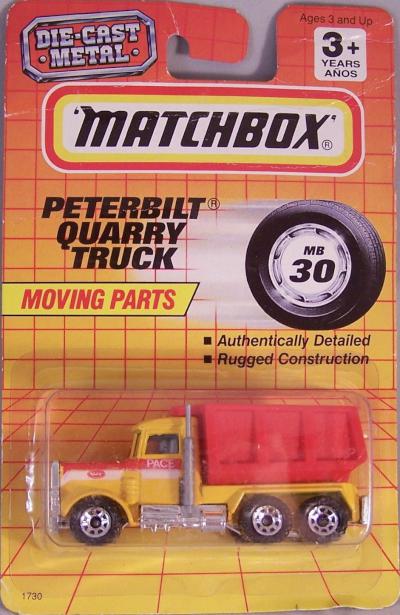 DIE-CAST
METAL
Ages 3 and Up
3+
YEARS
AÑOS
"MATCHBOX"®
PETERBILT®
QUARRY
TRUCK
MB
30
MOVING PARTS
■ Authentically Detailed
■ Rugged Construction
PACE
1730